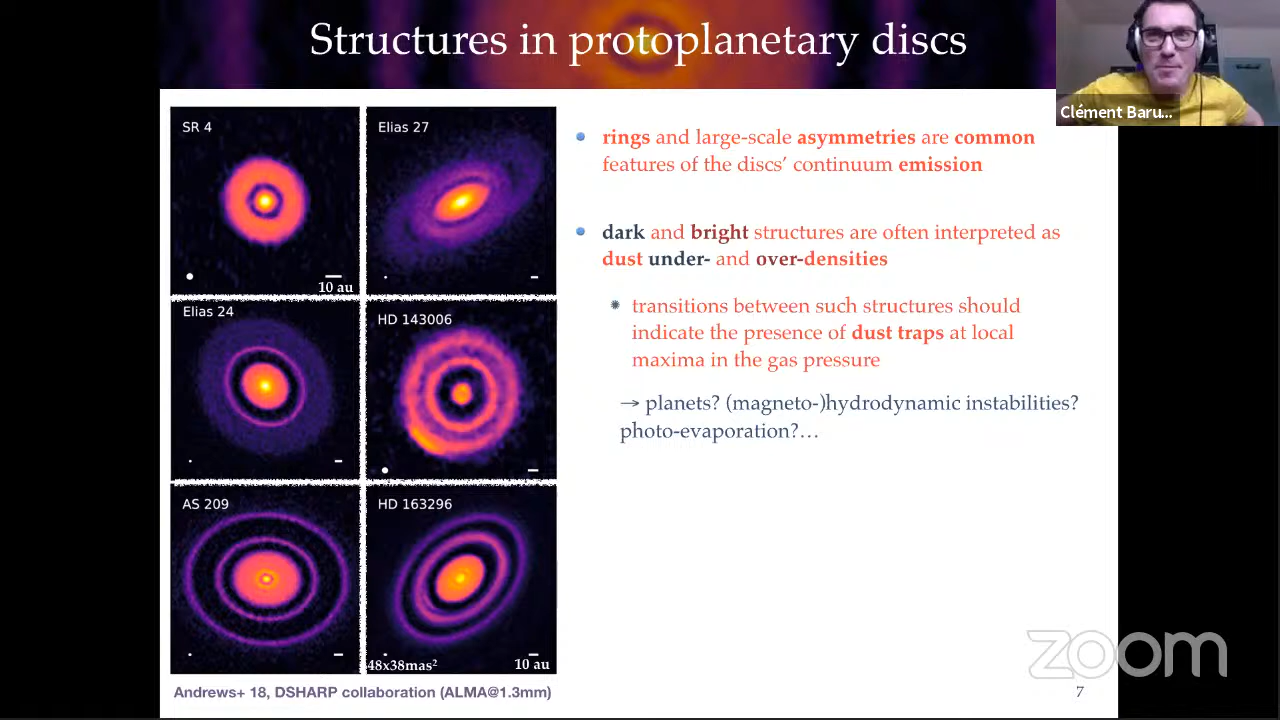 Structures in protoplanetary discs
Clément Baru...
SR 4
10 au
Elias 27
Elias 24
HD 143006
AS 209
HD 163296
48x38mas²
10 au
Andrews+ 18, DSHARP collaboration (ALMA@1.3mm)
rings and large-scale asymmetries are common
features of the discs' continuum emission
dark and bright structures are often interpreted as
dust under- and over-densities
transitions between such structures should
indicate the presence of dust traps at local
maxima in the gas pressure
→ planets? (magneto-)hydrodynamic instabilities?
photo-evaporation?…
zoom
7